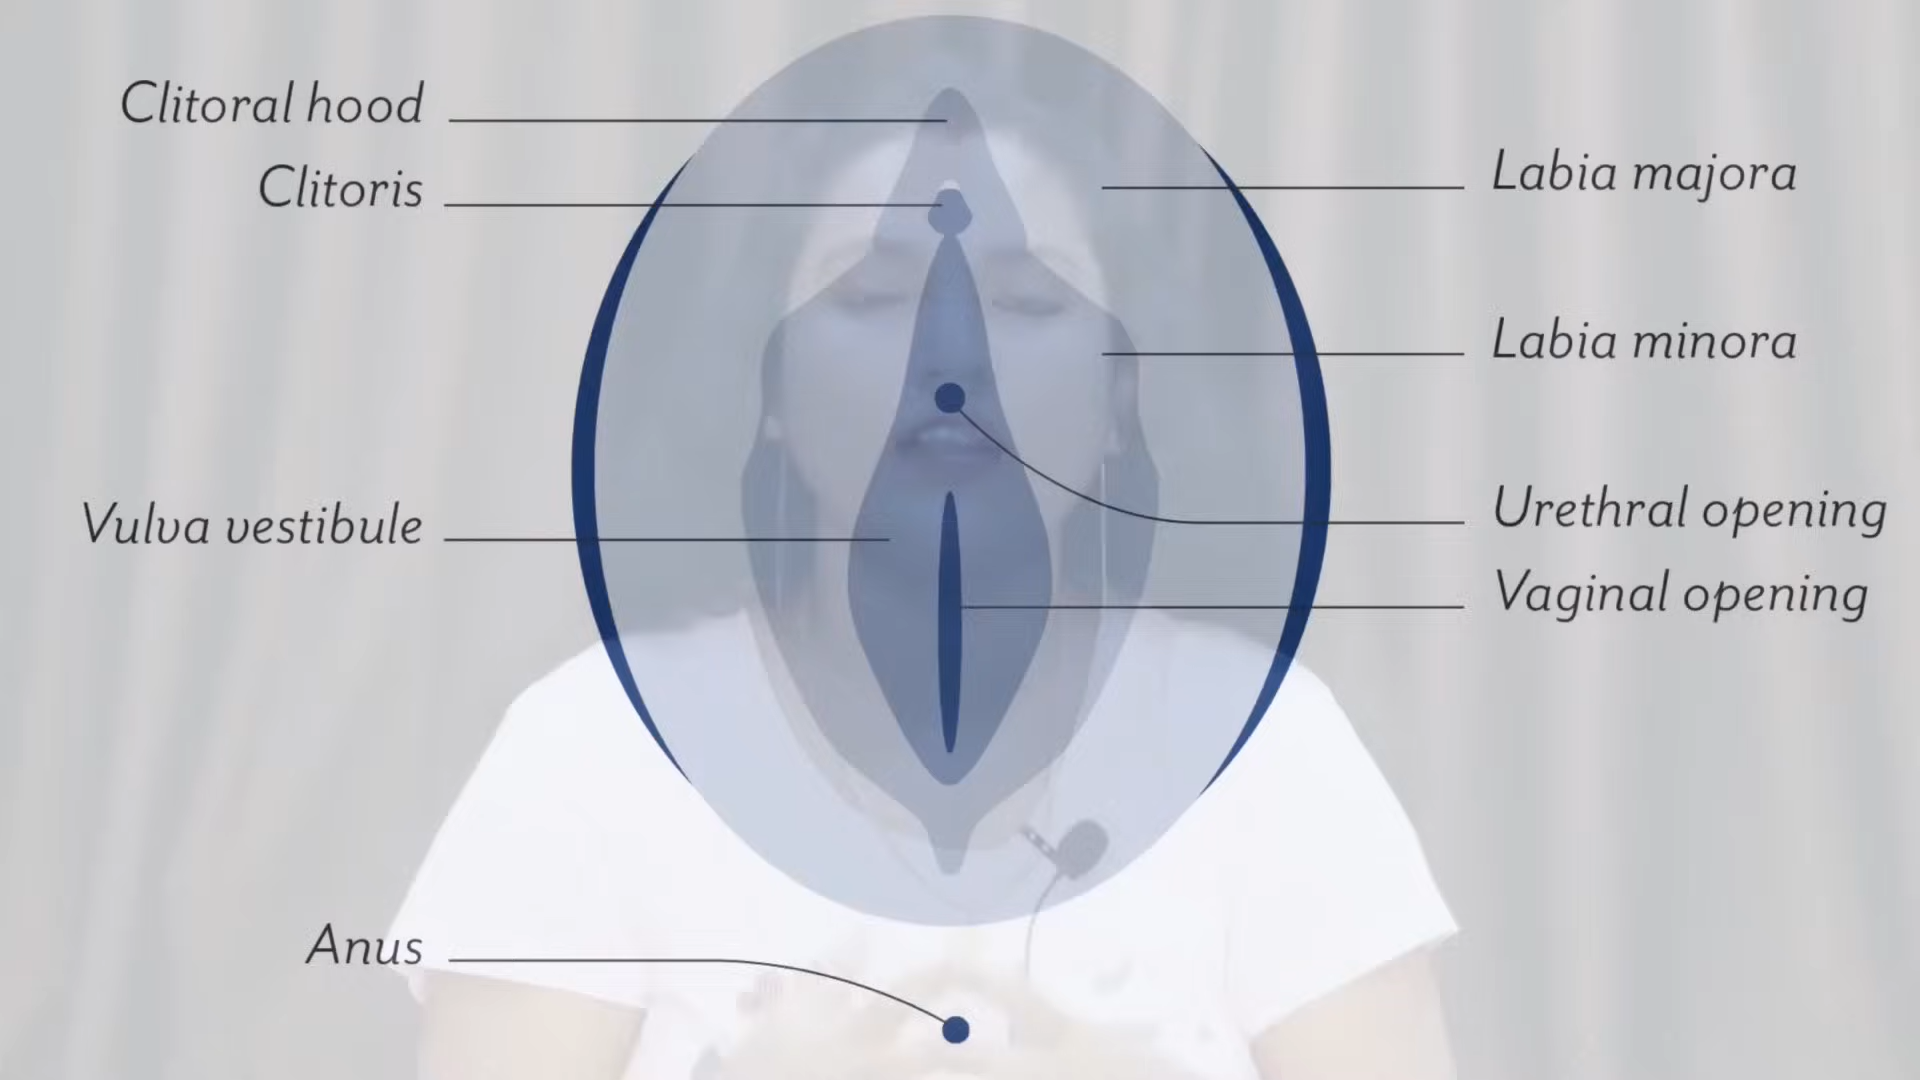 Clitoral hood
Clitoris
Vulva vestibule
Anus
Labia majora
Labia minora
Urethral opening
Vaginal opening